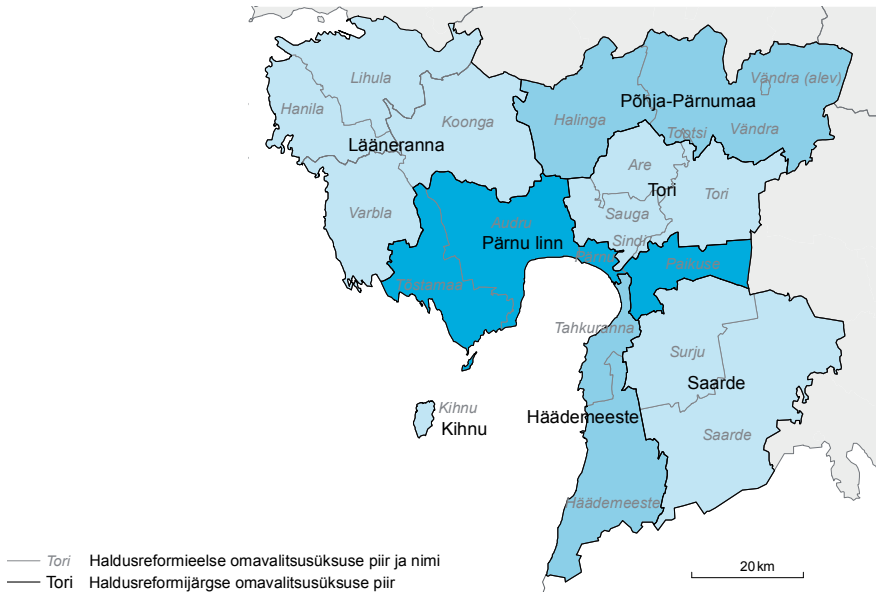 Lihula
Vändra (alev)
Hanila
Koonga
Halinga
Põhja-Pärnumaa
Tootsi
Vändra
Lääneranna
Are
Tori
Tori
Varbla
Sauga
Audru
Pärnu linn
Sindi
Pärnu
Paikuse
Tõstamaa
Tahkuranna
Surju
Saarde
Kihnu
Kihnu
Häädemeeste
Saarde
Häädemeeste
Tori Haldusreformieelse omavalitsusüksuse piir ja nimi
Tori Haldusreformijärgse omavalitsusüksuse piir
20 km